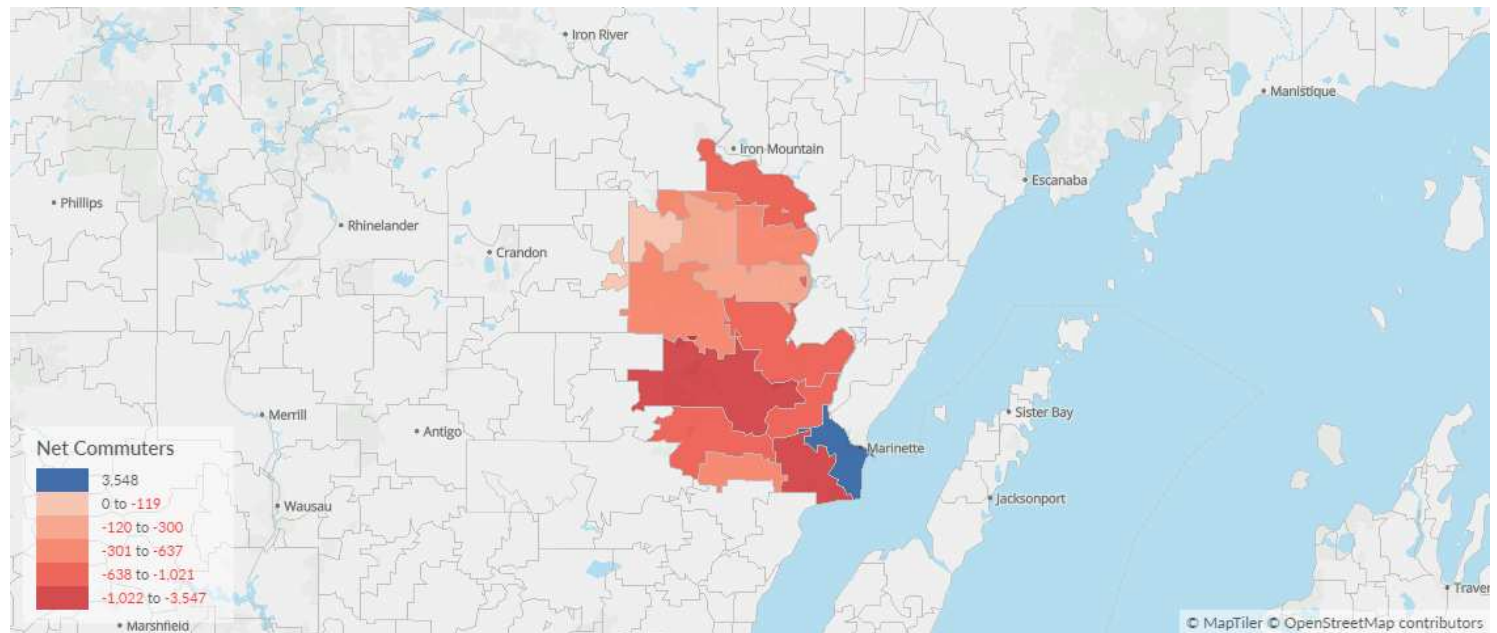 Iron River
Manistique
Iron Mountain
Escanaba
Phillips
Rhinelander
Crandon
Merrill
Sister Bay
Antigo
Marinette
Net Commuters
3,548
0 to -119
-120 to -300
-301 to -637
-638 to -1,021
-1,022 to -3,547
Wausau
Jacksonport
Traver
Marshfield
© MapTiler © OpenStreetMap contributors